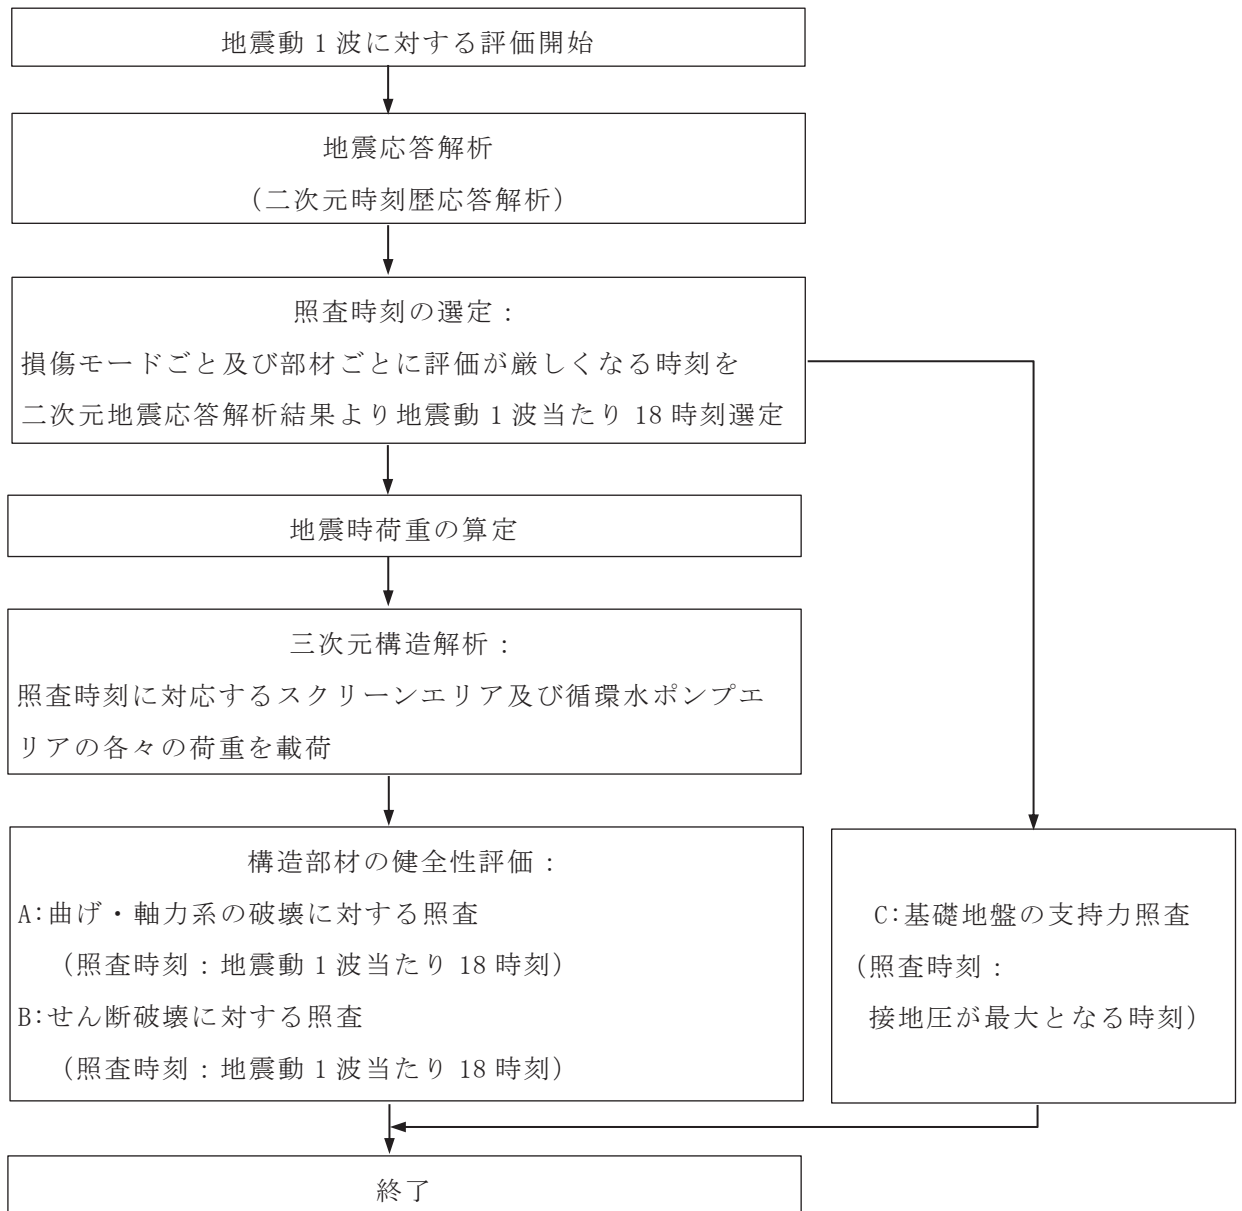 地震動 1 波に対する評価開始
地震応答解析
（二次元時刻歴応答解析）
照査時刻の選定：
損傷モードごと及び部材ごとに評価が厳しくなる時刻を
二次元地震応答解析結果より地震動 1 波当たり 18 時刻選定
地震時荷重の算定
三次元構造解析：
照査時刻に対応するスクリーンエリア及び循環水ポンプエ
リアの各々の荷重を載荷
構造部材の健全性評価：
A:曲げ・軸力系の破壊に対する照査
（照査時刻：地震動 1 波当たり 18 時刻）
B:せん断破壊に対する照査
（照査時刻：地震動 1 波当たり 18 時刻）
C:基礎地盤の支持力照査
（照査時刻：
接地圧が最大となる時刻）
終了